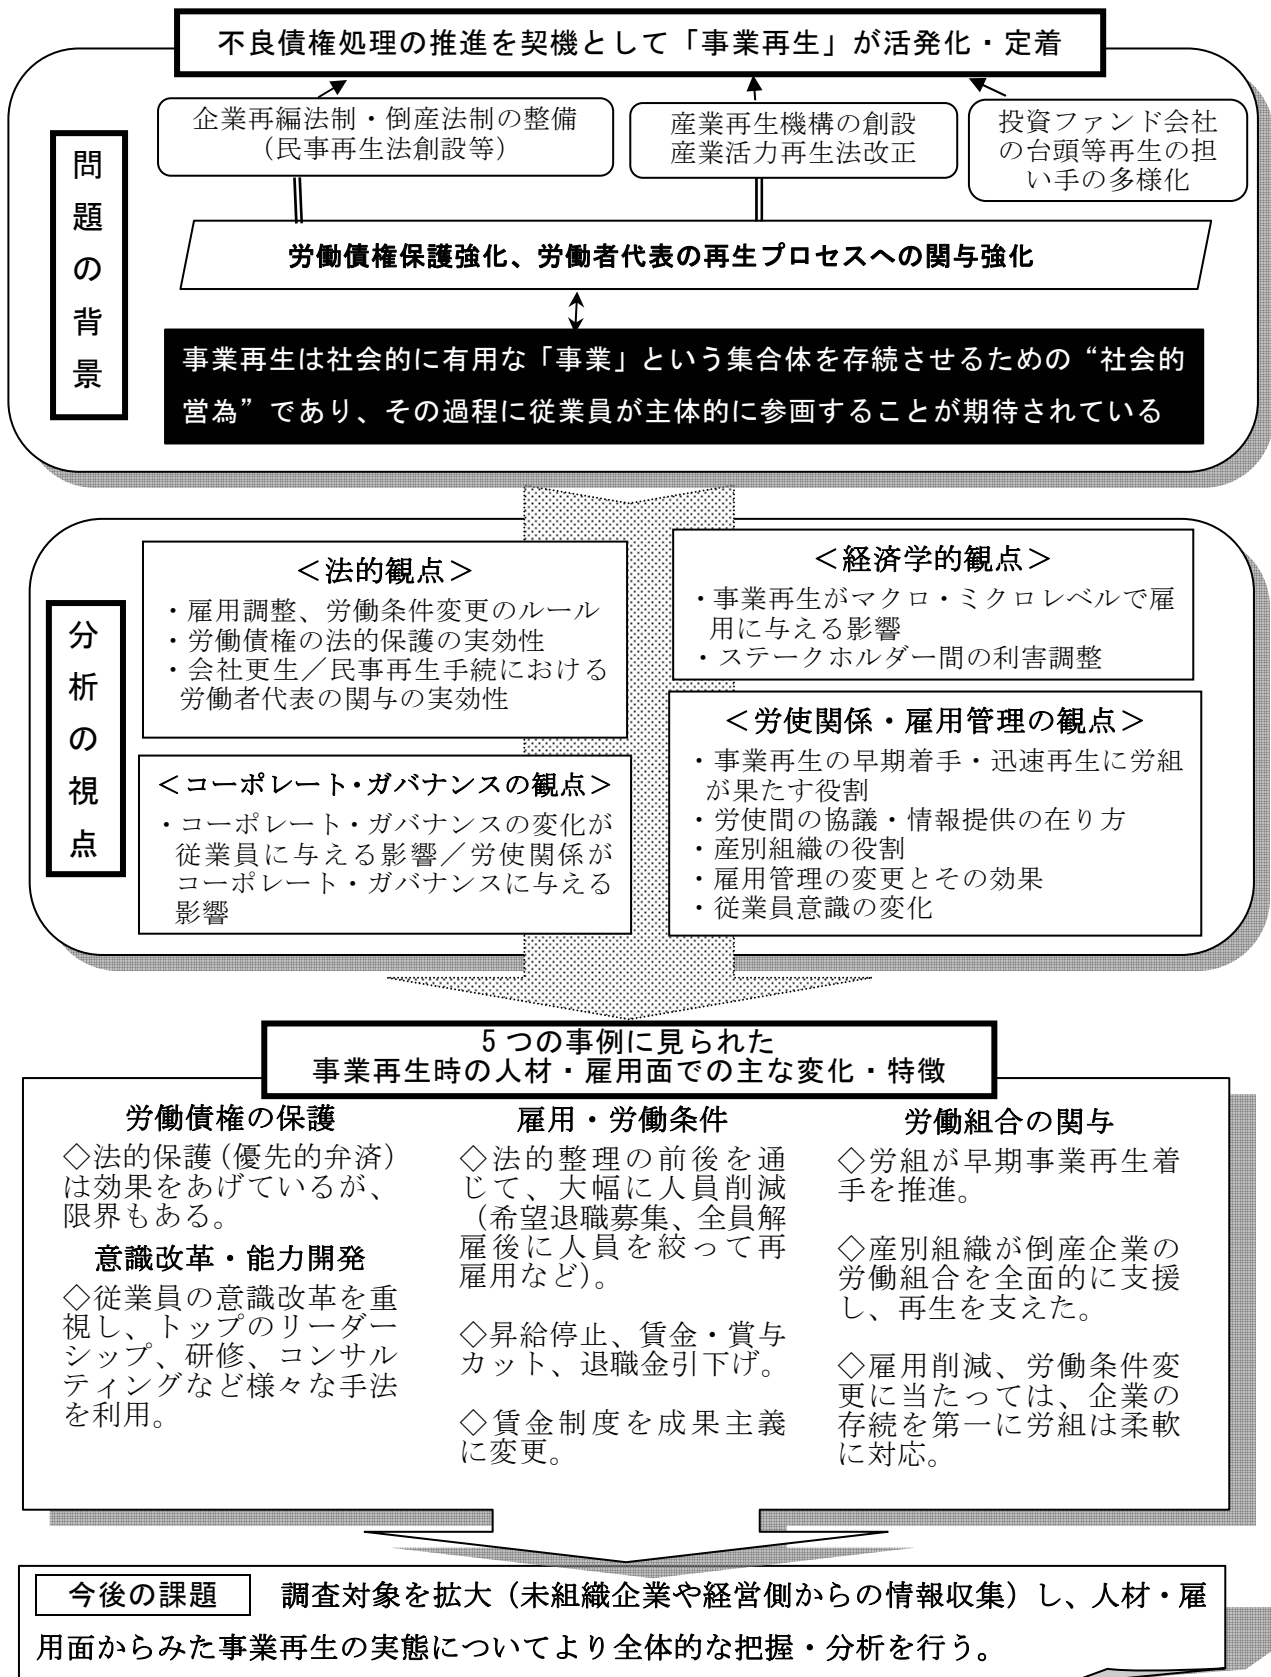 不良債権処理の推進を契機として「事業再生」が活発化・定着
企業再編法制・倒産法制の整備
（民事再生法創設等）
産業再生機構の創設
産業活力再生法改正
投資ファンド会社
の台頭等再生の担
い手の多様化
問題の背景
労働債権保護強化、労働者代表の再生プロセスへの関与強化
事業再生は社会的に有用な「事業」という集合体を存続させるための“社会的
営為”であり、その過程に従業員が主体的に参画することが期待されている
分析の視点
＜法的観点＞
・雇用調整、労働条件変更のルール
・労働債権の法的保護の実効性
・会社更生／民事再生手続における
労働者代表の関与の実効性
＜コーポレート・ガバナンスの観点＞
・コーポレート・ガバナンスの変化が
従業員に与える影響／労使関係が
コーポレート・ガバナンスに与える
影響
＜経済学的観点＞
・事業再生がマクロ・ミクロレベルで雇
用に与える影響
・ステークホルダー間の利害調整
＜労使関係・雇用管理の観点＞
・事業再生の早期着手・迅速再生に労組
が果たす役割
・労使間の協議・情報提供の在り方
・産別組織の役割
・雇用管理の変更とその効果
・従業員意識の変化
5つの事例に見られた
事業再生時の人材・雇用面での主な変化・特徴
労働債権の保護
◇法的保護（優先的弁済）
は効果をあげているが、
限界もある。
意識改革・能力開発
◇従業員の意識改革を重
視し、トップのリーダー
シップ、研修、コンサル
ティングなど様々な手法
を利用。
雇用・労働条件
◇法的整理の前後を通
じて、大幅に人員削減
（希望退職募集、全員解
雇後に人員を絞って再
雇用など）。
◇昇給停止、賃金・賞与
カット、退職金引下げ。
◇賃金制度を成果主義
に変更。
労働組合の関与
◇労組が早期事業再生着
手を推進。
◇産別組織が倒産企業の
労働組合を全面的に支援
し、再生を支えた。
◇雇用削減、労働条件変
更に当たっては、企業の
存続を第一に労組は柔軟
に対応。
今後の課題 調査対象を拡大（未組織企業や経営側からの情報収集）し、人材・雇
用面からみた事業再生の実態についてより全体的な把握・分析を行う。